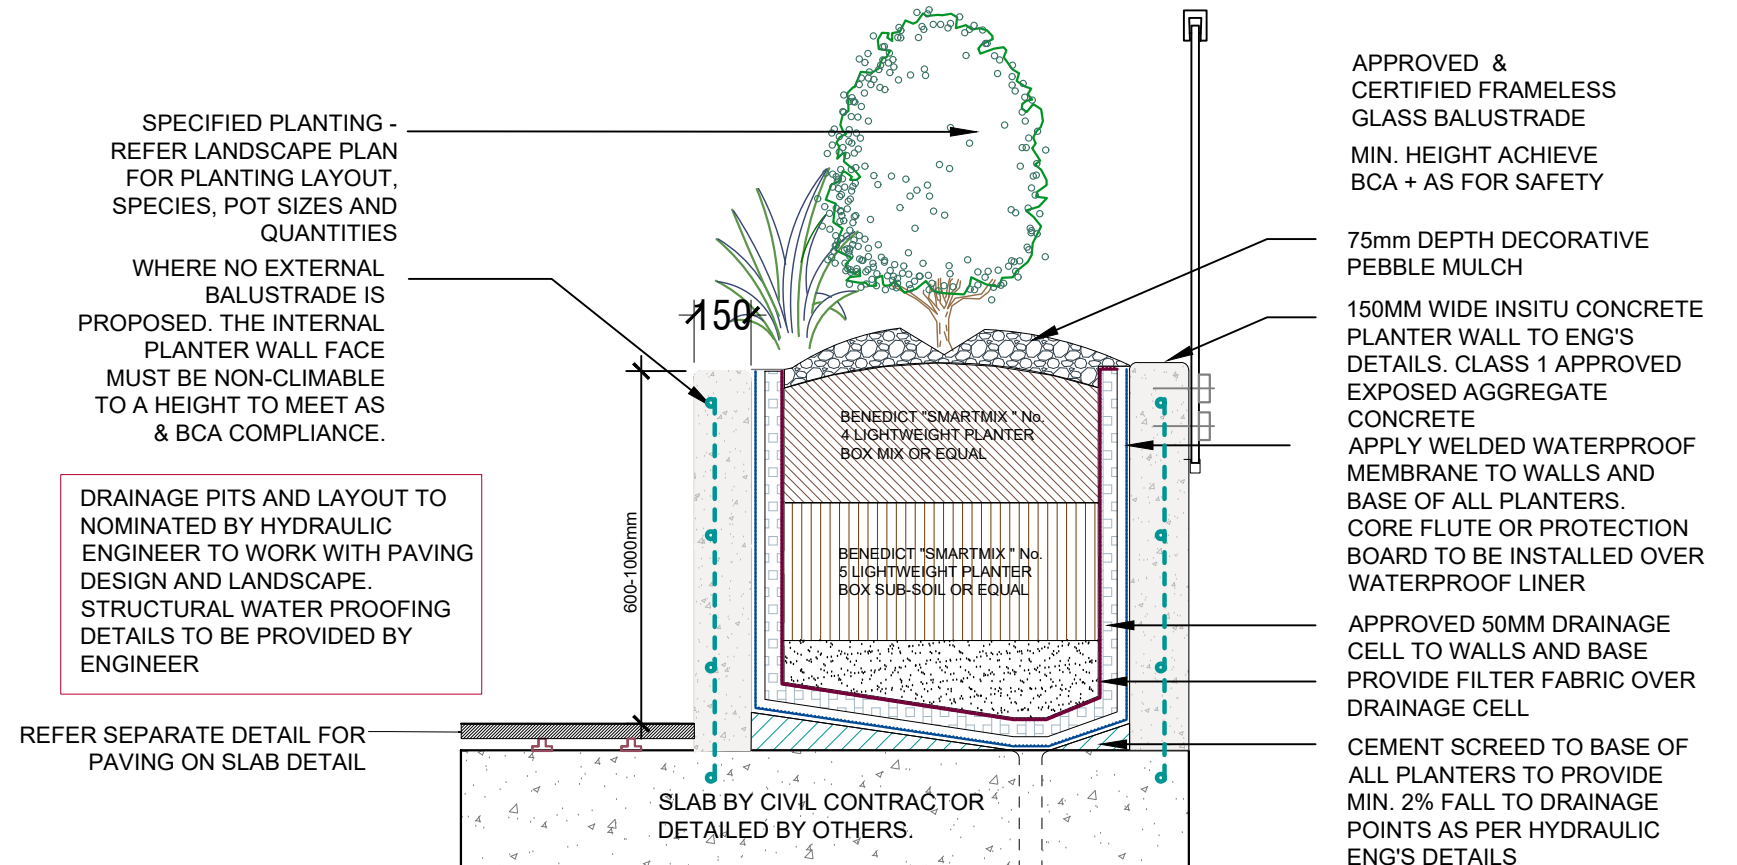 SPECIFIED PLANTING -
REFER LANDSCAPE PLAN
FOR PLANTING LAYOUT,
SPECIES, POT SIZES AND
QUANTITIES
WHERE NO EXTERNAL
BALUSTRADE IS
PROPOSED. THE INTERNAL
PLANTER WALL FACE
MUST BE NON-CLIMABLE
TO A HEIGHT TO MEET AS
& BCA COMPLIANCE.
DRAINAGE PITS AND LAYOUT TO
NOMINATED BY HYDRAULIC
ENGINEER TO WORK WITH PAVING
DESIGN AND LANDSCAPE.
STRUCTURAL WATER PROOFING
DETAILS TO BE PROVIDED BY
ENGINEER
REFER SEPARATE DETAIL FOR
PAVING ON SLAB DETAIL
150
600-1000mm
BENEDICT "SMARTMIX " No.
4 LIGHTWEIGHT PLANTER
BOX MIX OR EQUAL
BENEDICT "SMARTMIX " No.
5 LIGHTWEIGHT PLANTER
BOX SUB-SOIL OR EQUAL
SLAB BY CIVIL CONTRACTOR
DETAILED BY OTHERS.
APPROVED &
CERTIFIED FRAMELESS
GLASS BALUSTRADE
MIN. HEIGHT ACHIEVE
BCA + AS FOR SAFETY
75mm DEPTH DECORATIVE
PEBBLE MULCH
150MM WIDE INSITU CONCRETE
PLANTER WALL TO ENG'S
DETAILS. CLASS 1 APPROVED
EXPOSED AGGREGATE
CONCRETE
APPLY WELDED WATERPROOF
MEMBRANE TO WALLS AND
BASE OF ALL PLANTERS.
CORE FLUTE OR PROTECTION
BOARD TO BE INSTALLED OVER
WATERPROOF LINER
APPROVED 50MM DRAINAGE
CELL TO WALLS AND BASE
PROVIDE FILTER FABRIC OVER
DRAINAGE CELL
CEMENT SCREED TO BASE OF
ALL PLANTERS TO PROVIDE
MIN. 2% FALL TO DRAINAGE
POINTS AS PER HYDRAULIC
ENG'S DETAILS